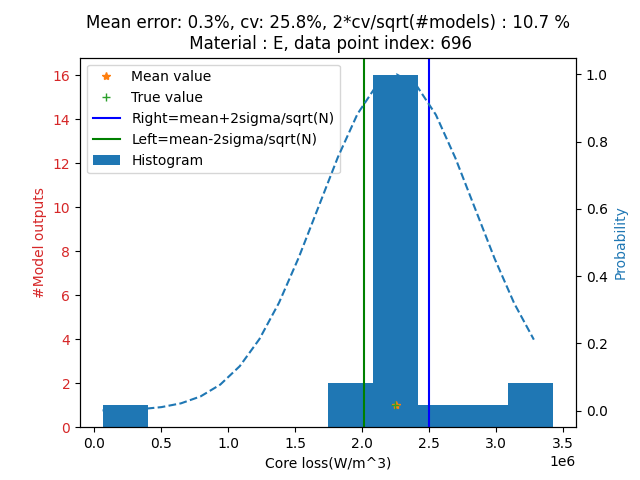 Mean error: 0.3%, cv: 25.8%, 2*cv/sqrt(#models) : 10.7 %
Material : E, data point index: 696
Mean value
True value
Right=mean+2sigma/sqrt(N)
Left=mean-2sigma/sqrt(N)
Histogram
16
14
12
10
8
6
4
2
0
#Model outputs
1.0
0.8
0.6
0.4
0.2
0.0
Probability
0.0 0.5 1.0 1.5 2.0 2.5 3.0 3.5
1e6
Core loss(W/m^3)